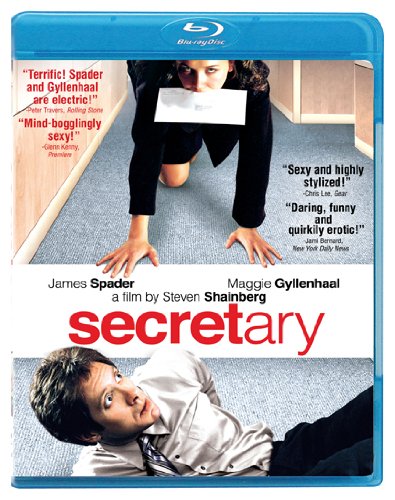 Blu-ray Disc
“Terrific! Spader
and Gyllenhaal
are electric!”
-Peter Travers, Rolling Stone
“Mind-bogglingly
sexy!”
-Glenn Kenny,
Premiere
“Sexy and highly
stylized!”
-Chris Lee, Gear
“Daring, funny
and
quirkily erotic!”
-Jami Bernard,
New York Daily News
James Spader Maggie Gyllenhaal
a film by Steven Shainberg
secretary